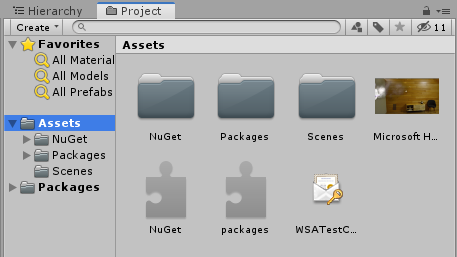 Hierarchy
Project
Create
11
Favorites
All Material
All Models
All Prefabs
Assets
NuGet
Packages
Scenes
Packages
Assets
NuGet
Packages
Scenes
Microsoft H...
NuGet
packages
WSATestC...